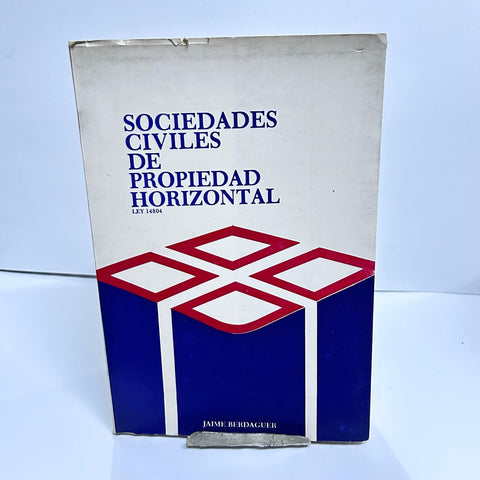 SOCIEDADES
CIVILES
DE
PROPIEDAD
HORIZONTAL
LEY 14804
JAIME BERDAGUER